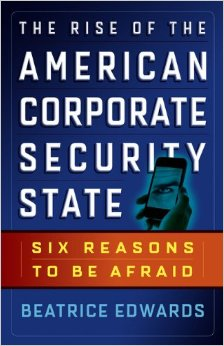 THE RISE OF THE
AMERICAN
CORPORATE
SECURITY
STATE
SIX REASONS
TO BE AFRAID
BEATRICE EDWARDS